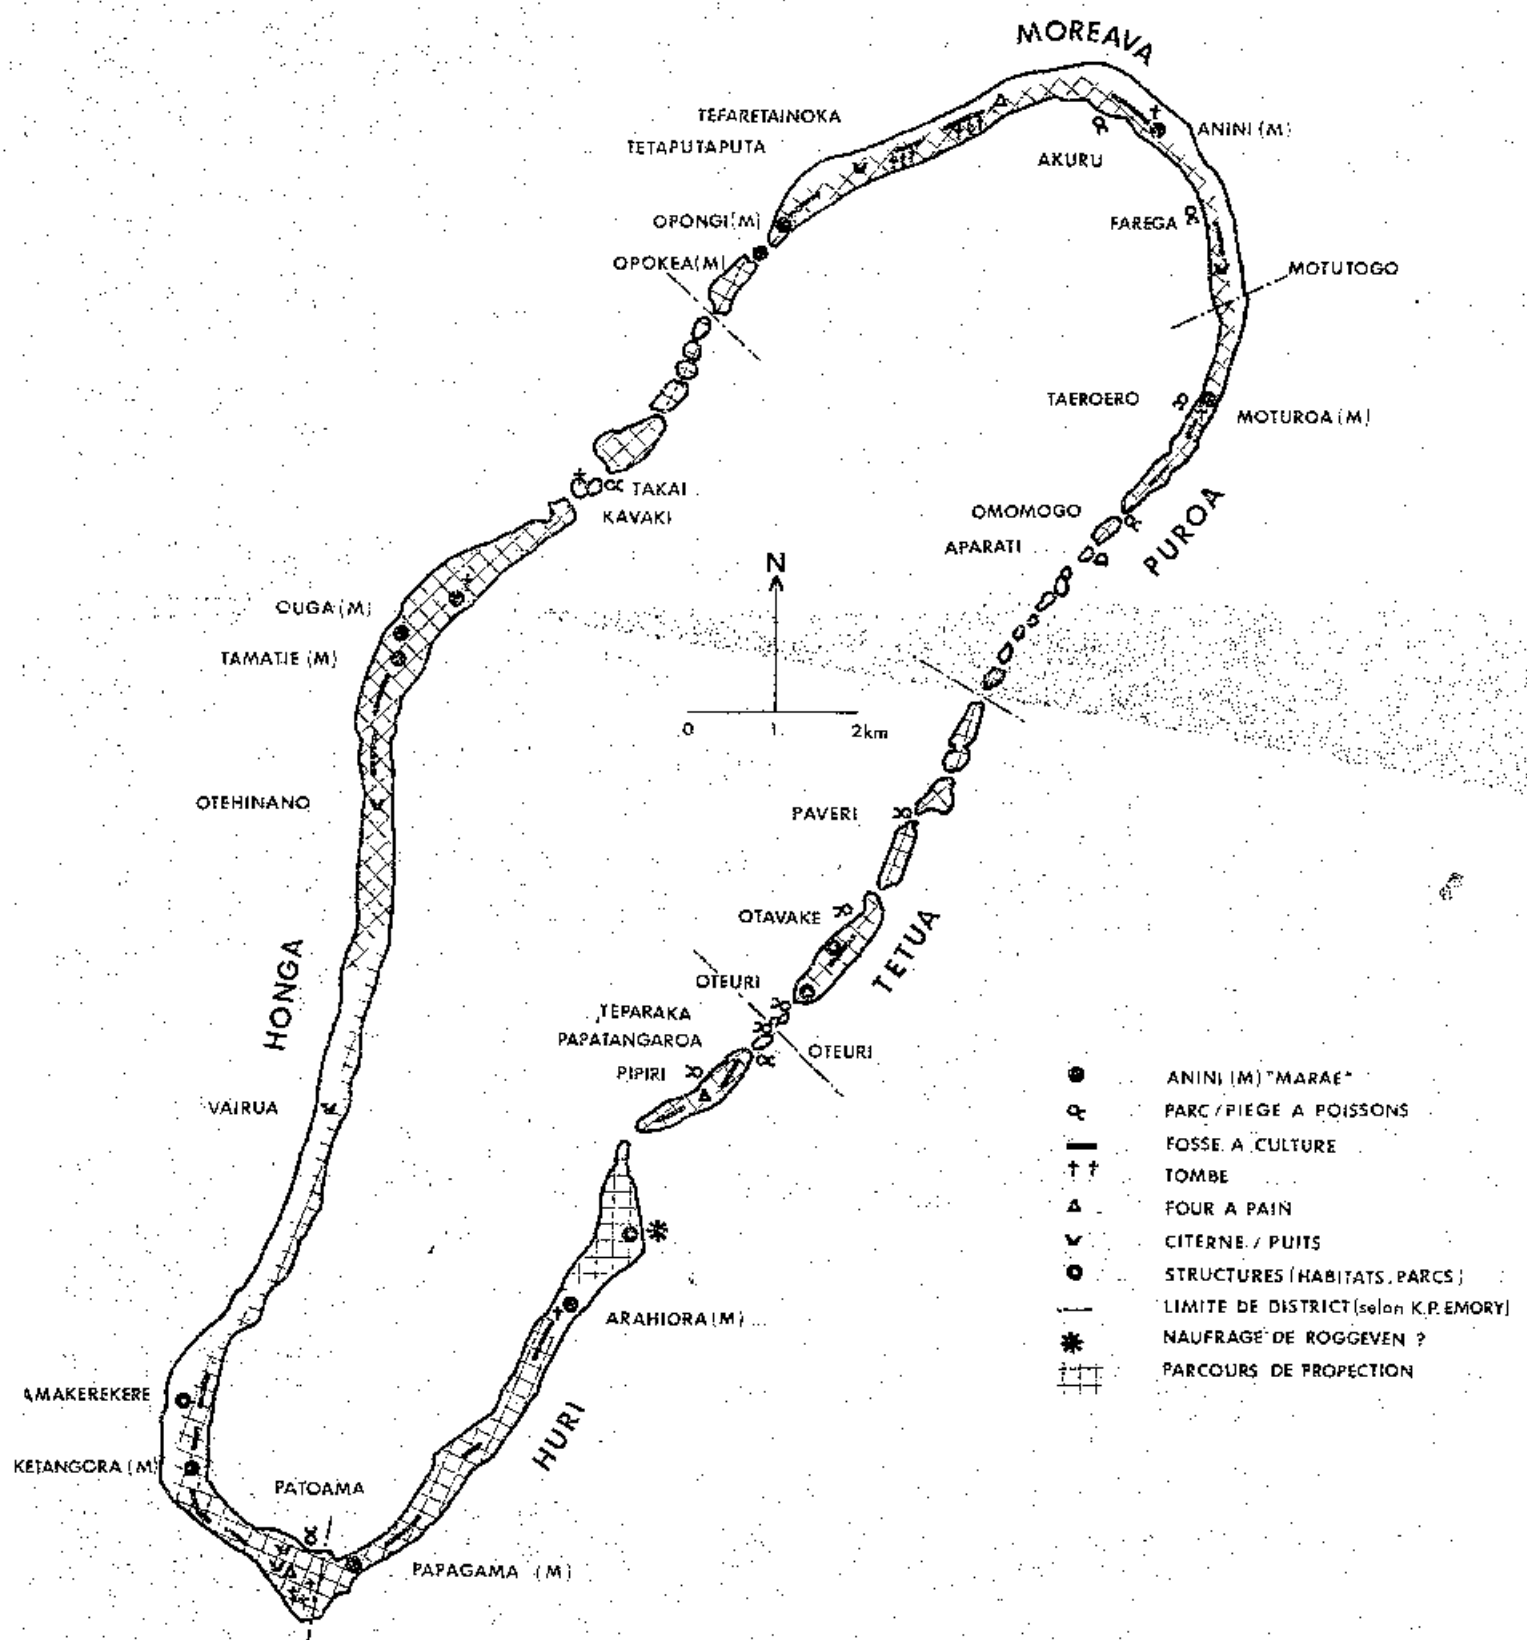 MOREAVA
TEFARETAINOKA
TETAPUTAPUTA
ANINI (M)
AKURU
OPONGI (M)
FAREGA
OPOKEA (M)
MOTUTOGO
TAEROERO
MOTUROA (M)
TAKAI
KAVAKI
OMOMOGO
APARATI
PUROA
N
OUGA (M)
TAMATIE (M)
0 1 2km
OTEHINANO
PAVERI
OTAVAKE
TETUA
HONGA
OTEURI
TEPARAKA
PAPATANGAROA
OTEURI
PIPIRI
VAIRUA
ANINI (M) "MARAE"
PARC / PIEGE A POISSONS
FOSSE A CULTURE
TOMBE
FOUR A PAIN
CITERNE / PUITS
STRUCTURES (HABITATS, PARCS)
LIMITE DE DISTRICT (selon K.P. EMORY)
NAUFRAGE DE ROGGEVEN ?
PARCOURS DE PROPECTION
ARAHIORA (M)
AMAKEREKERE
HURI
KETANGORA (M)
PATOAMA
PAPAGAMA (M)